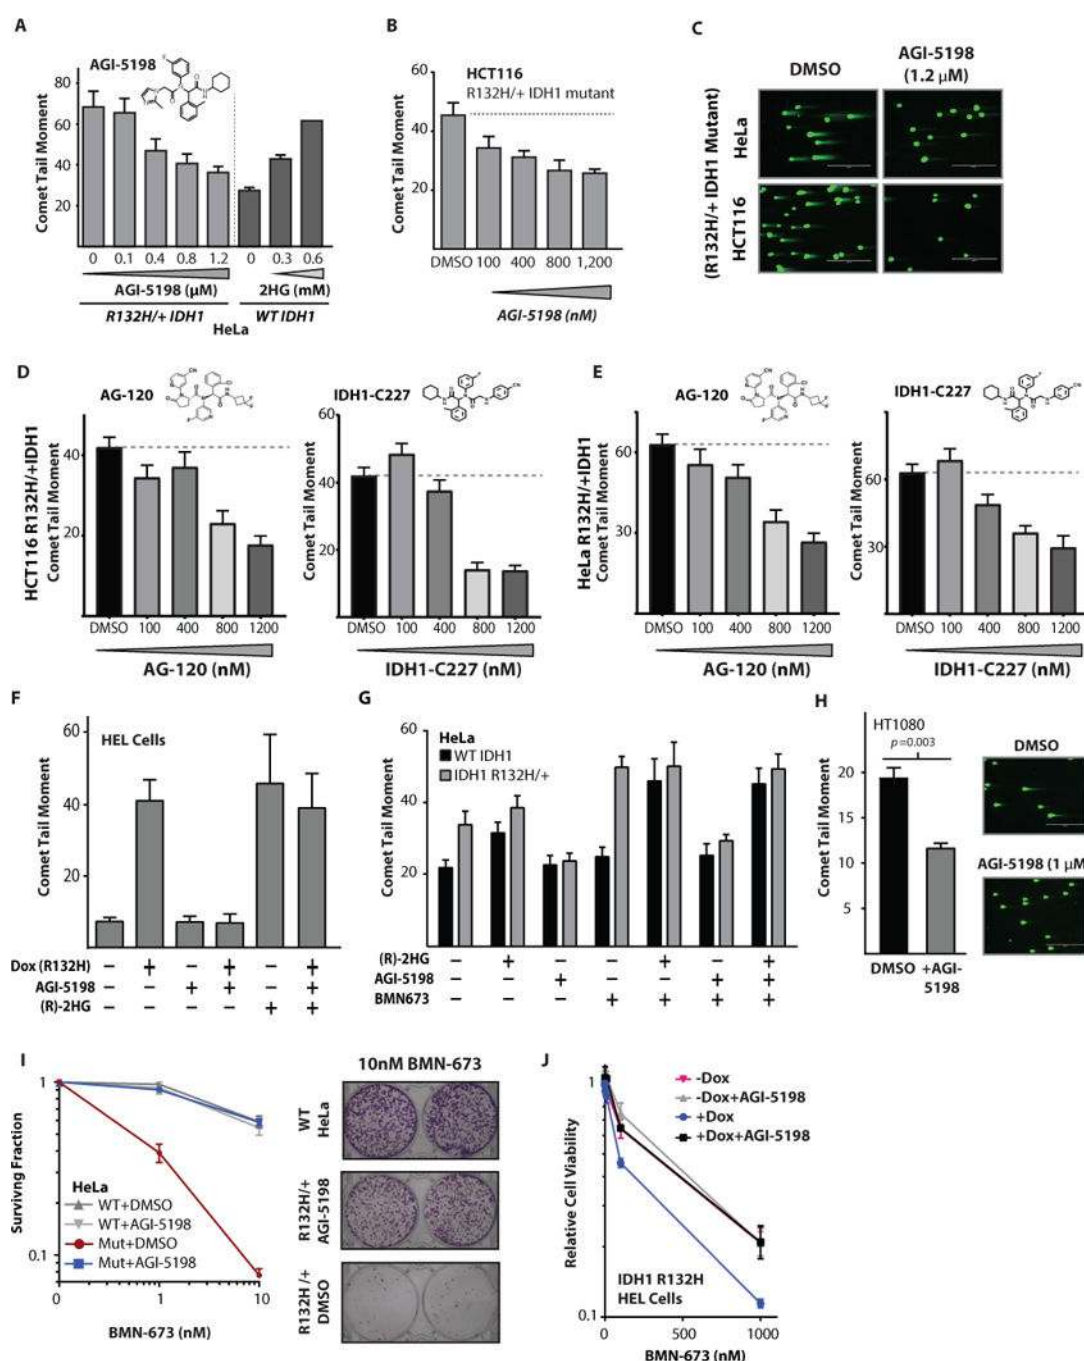 A
AGI-5198
Comet Tail Moment
80
60
40
20
0 0.1 0.4 0.8 1.2 0 0.3 0.6
AGI-5198 (µM) 2HG (mM)
R132H/+ IDH1 WT IDH1
HeLa
B
HCT116
R132H/+ IDH1 mutant
Comet Tail Moment
60
40
20
0
DMSO 100 400 800 1,200
AGI-5198 (nM)
C
DMSO
AGI-5198
(1.2 µM)
(R132H/+ IDH1 Mutant)
HCT116 HeLa
D
AG-120
HCT116 R132H/+IDH1
Comet Tail Moment
40
20
DMSO 100 400 800 1200
AG-120 (nM)
IDH1-C227
Comet Tail Moment
60
40
20
0
DMSO 100 400 800 1200
IDH1-C227 (nM)
E
AG-120
HeLa R132H/+IDH1
Comet Tail Moment
60
30
DMSO 100 400 800 1200
AG-120 (nM)
IDH1-C227
Comet Tail Moment
60
30
DMSO 100 400 800 1200
IDH1-C227 (nM)
F
HEL Cells
Comet Tail Moment
60
40
20
Dox (R132H) – + – + – +
AGI-5198 – – + + – +
(R)-2HG – – – – + +
G
HeLa
WT IDH1
IDH1 R132H/+
Comet Tail Moment
60
40
20
(R)-2HG – + – – + – +
AGI-5198 – – + – – + +
BMN673 – – – + + + +
H
HT1080
p=0.003
Comet Tail Moment
20
15
10
5
DMSO +AGI-
5198
DMSO
AGI-5198 (1 µM)
I
Survivng Fraction
1
0.1
HeLa
WT+DMSO
WT+AGI-5198
Mut+DMSO
Mut+AGI-5198
0 1 10
BMN-673 (nM)
10nM BMN-673
WT
HeLa
R132H/+
AGI-5198
R132H/+
DMSO
J
Relative Cell Viability
1
0.1
-Dox
-Dox+AGI-5198
+Dox
+Dox+AGI-5198
IDH1 R132H
HEL Cells
0 500 1000
BMN-673 (nM)